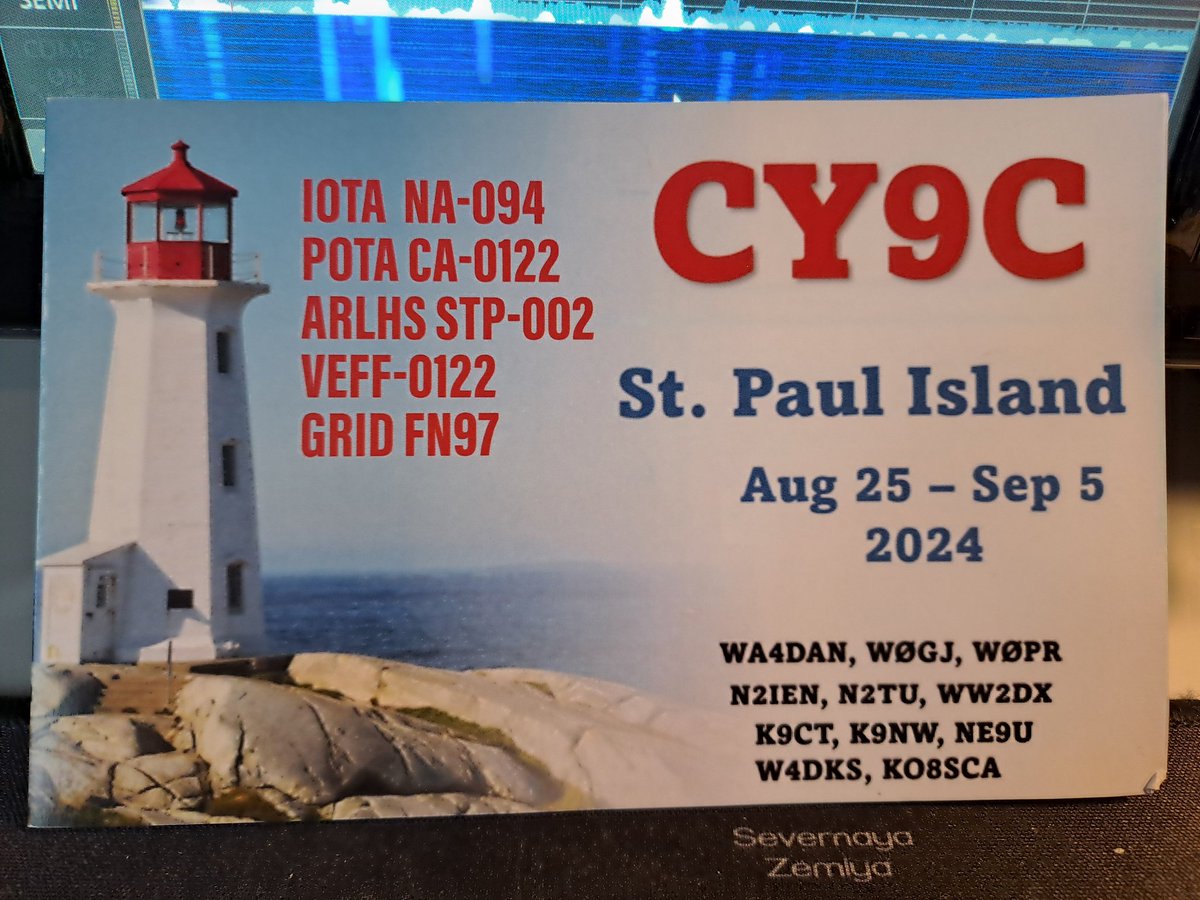 SEMI
IOTA NA-094
POTA CA-0122
ARLHS STP-002
VEFF-0122
GRID FN97
CY9C
St. Paul Island
Aug 25 – Sep 5
2024
WA4DAN, WØGJ, WØPR
N2IEN, N2TU, WW2DX
K9CT, K9NW, NE9U
W4DKS, KO8SCA
Severnaya
Zemlya